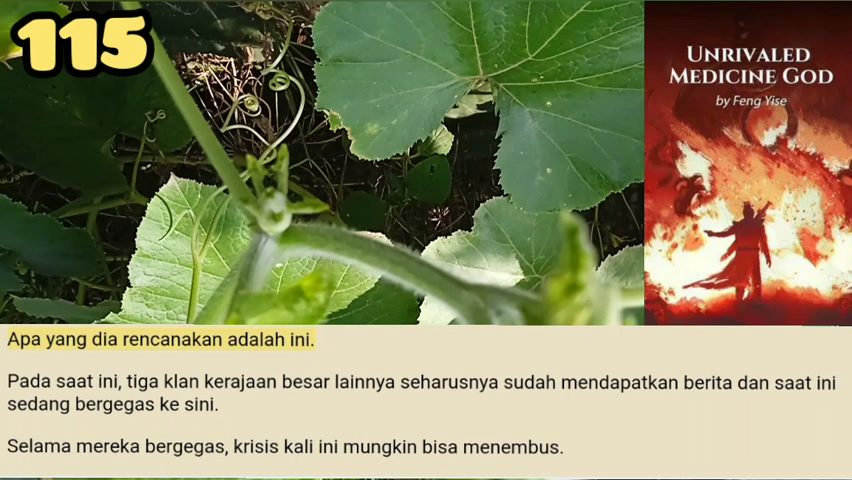 115
UNRIVALED
MEDICINE GOD
by Feng Yise
Apa yang dia rencanakan adalah ini.
Pada saat ini, tiga klan kerajaan besar lainnya seharusnya sudah mendapatkan berita dan saat ini
sedang bergegas ke sini.
Selama mereka bergegas, krisis kali ini mungkin bisa menembus.